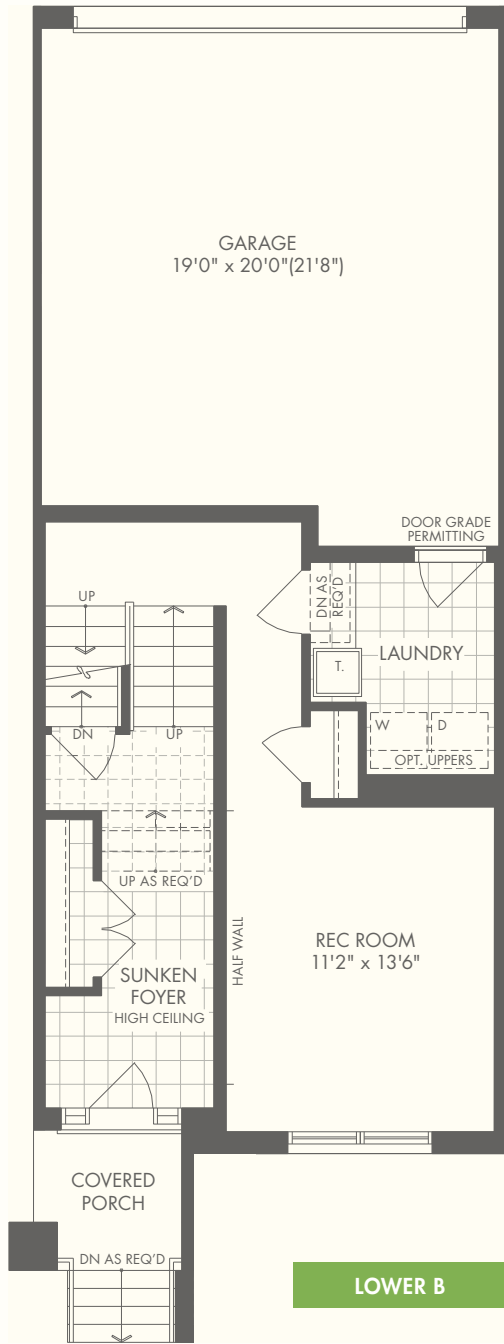 GARAGE
19'0" x 20'0"(21'8")
DOOR GRADE
PERMITTING
UP
DN AS
REQ'D
T.
LAUNDRY
W
D
OPT. UPPERS
DN
UP
UP AS REQ'D
HALF WALL
REC ROOM
11'2" x 13'6"
SUNKEN
FOYER
HIGH CEILING
COVERED
PORCH
DN AS REQ'D
LOWER B